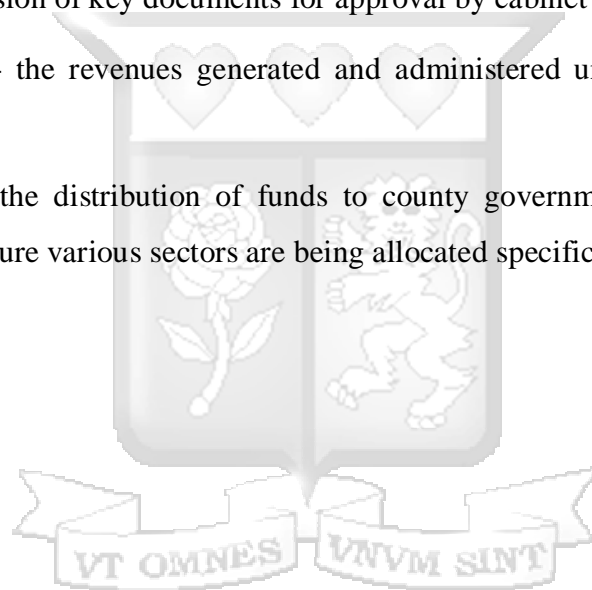 sion of key documents for approval by cabinet
the revenues generated and administered u
the distribution of funds to county governm
ure various sectors are being allocated specific
VT OMNES VNVM SINT